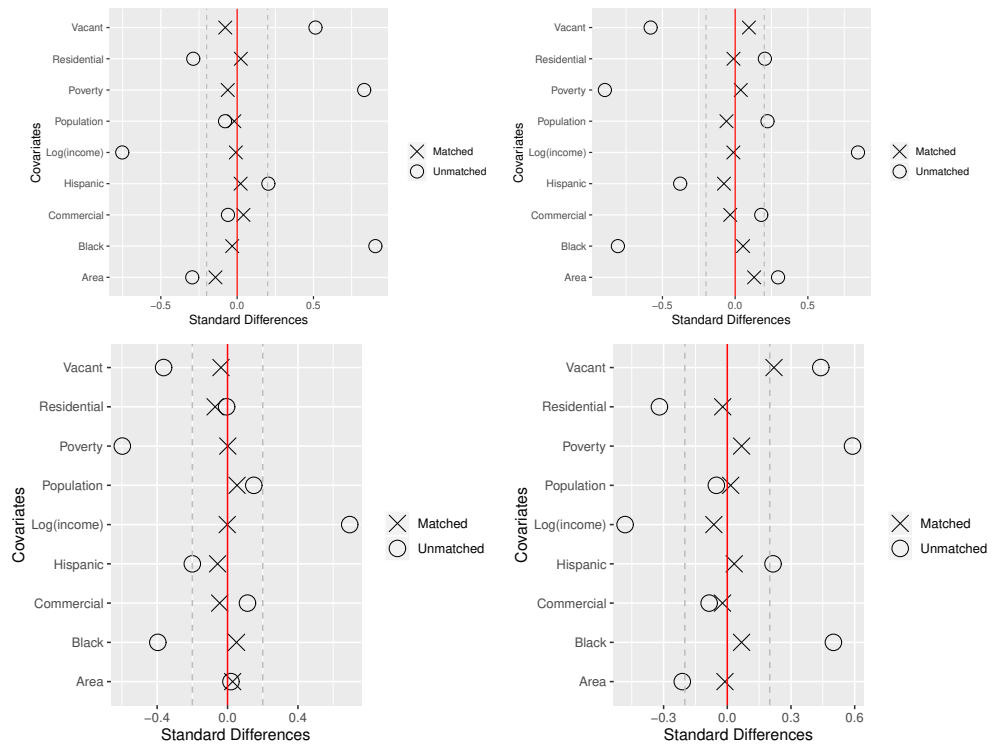 Covariates
Vacant
Residential
Poverty
Population
Log(income)
Hispanic
Commercial
Black
Area
−0.5 0.0 0.5
Standard Differences
Matched
Unmatched
Covariates
Vacant
Residential
Poverty
Population
Log(income)
Hispanic
Commercial
Black
Area
−0.5 0.0 0.5
Standard Differences
Matched
Unmatched
Covariates
Vacant
Residential
Poverty
Population
Log(income)
Hispanic
Commercial
Black
Area
−0.4 0.0 0.4
Standard Differences
Matched
Unmatched
Covariates
Vacant
Residential
Poverty
Population
Log(income)
Hispanic
Commercial
Black
Area
−0.3 0.0 0.3 0.6
Standard Differences
Matched
Unmatched